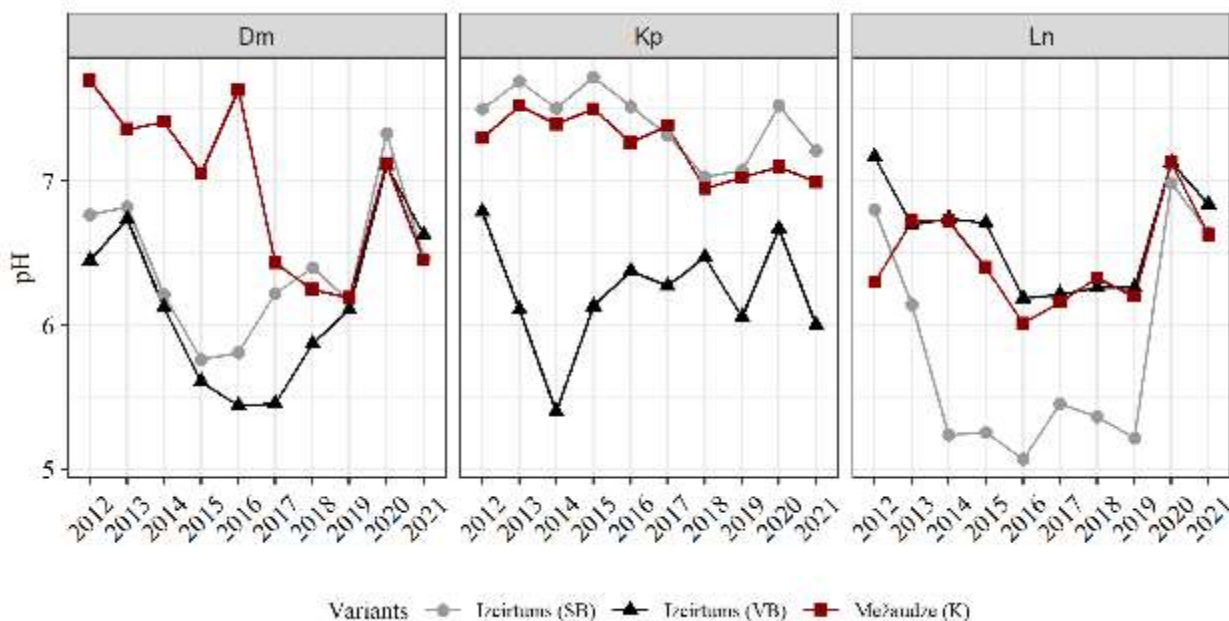 Dm Kp Ln
7
6
5
pH
2012 2013 2014 2015 2016 2017 2018 2019 2020 2021 2012 2013 2014 2015 2016 2017 2018 2019 2020 2021 2012 2013 2014 2015 2016 2017 2018 2019 2020 2021
Variants Izcirtums (SB) Izcirtums (VB) Mežaudze (K)